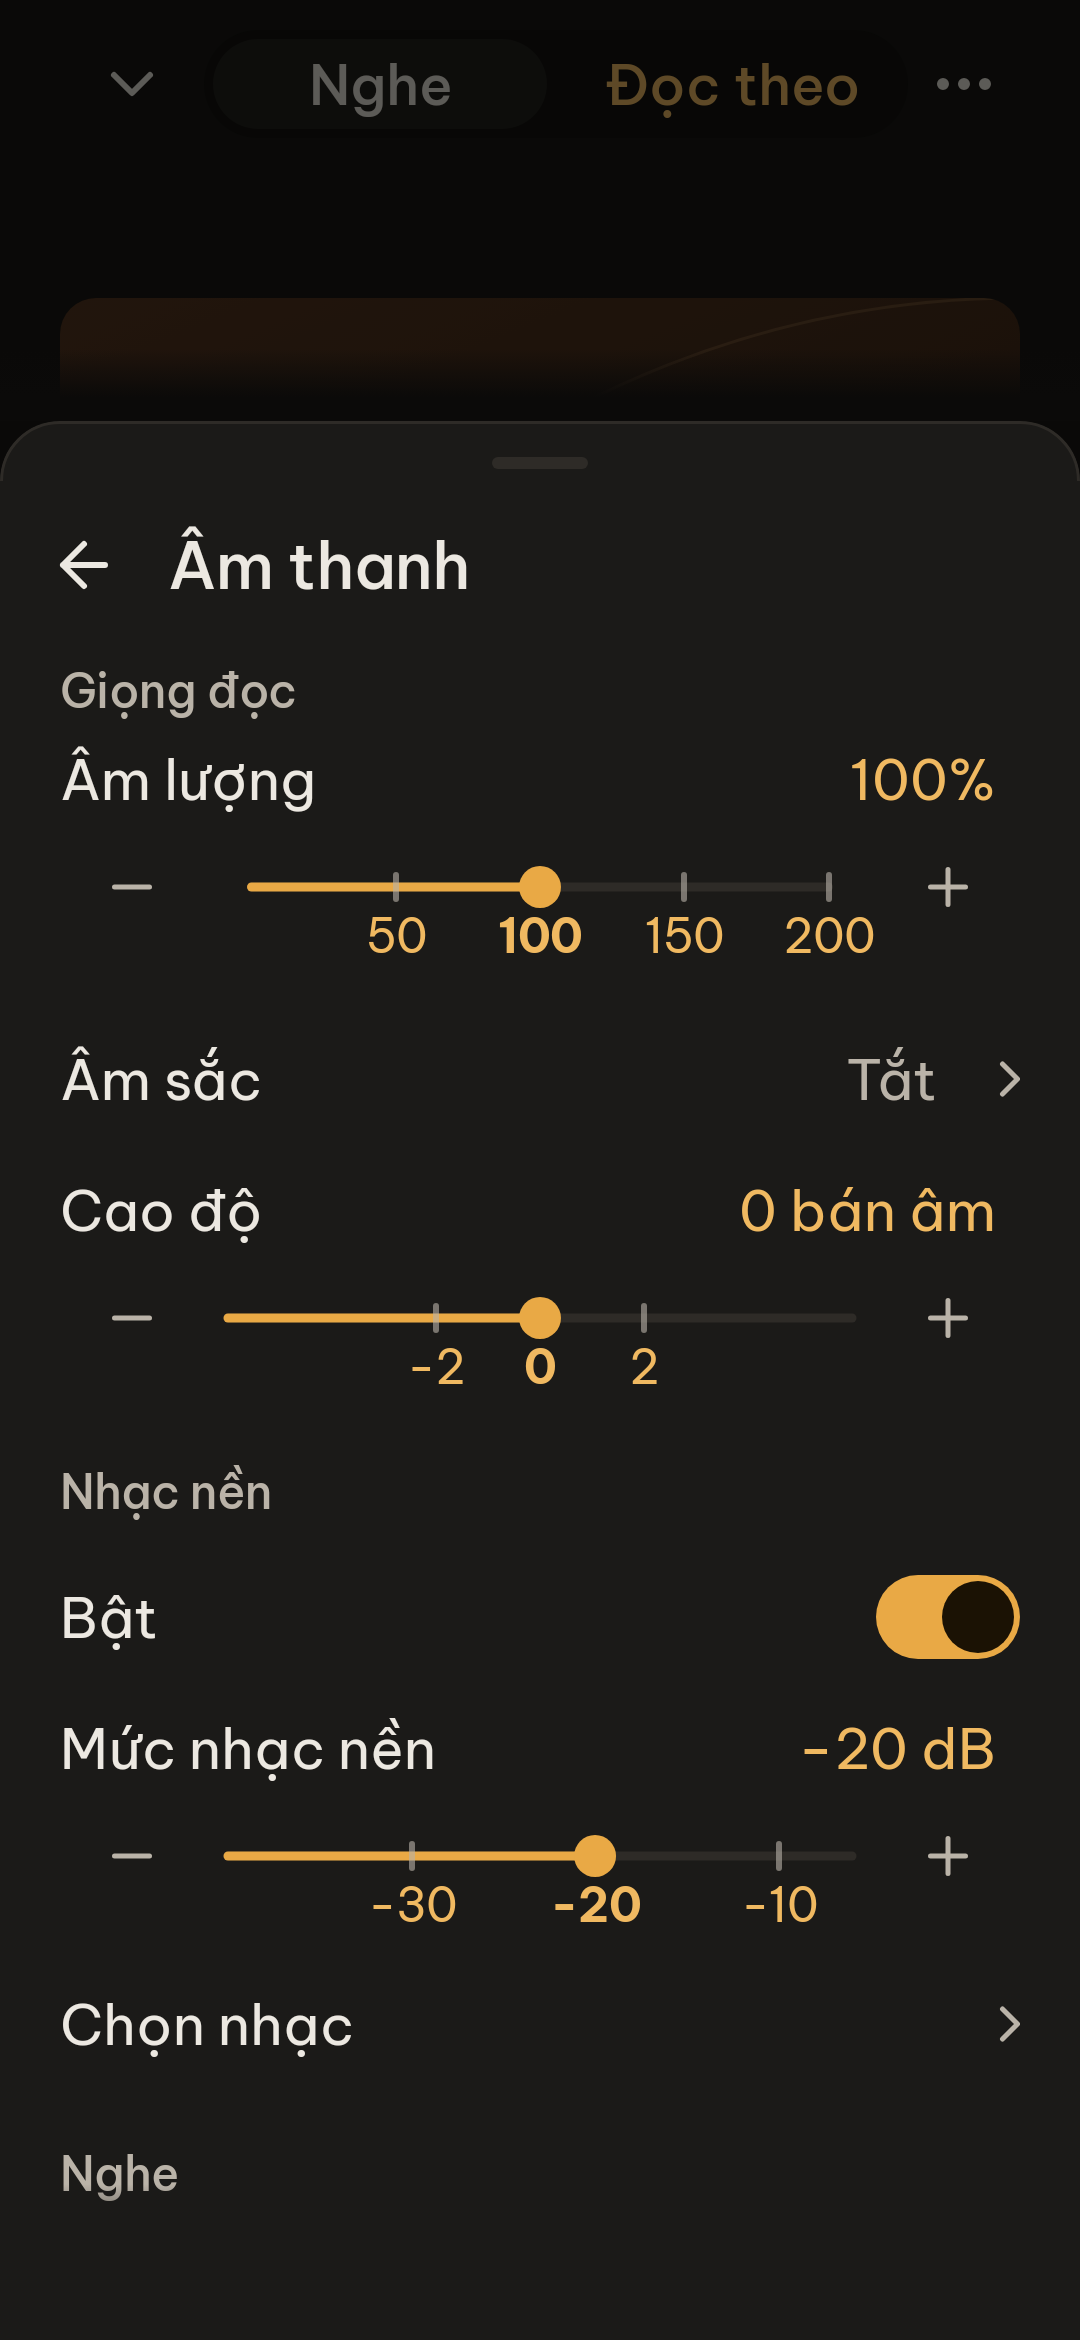 Nghe Đọc theo
Âm thanh
Giọng đọc
Âm lượng 100%
50 100 150 200
Âm sắc Tắt
Cao độ 0 bán âm
-2 0 2
Nhạc nền
Bật
Mức nhạc nền -20 dB
-30 -20 -10
Chọn nhạc
Nghe